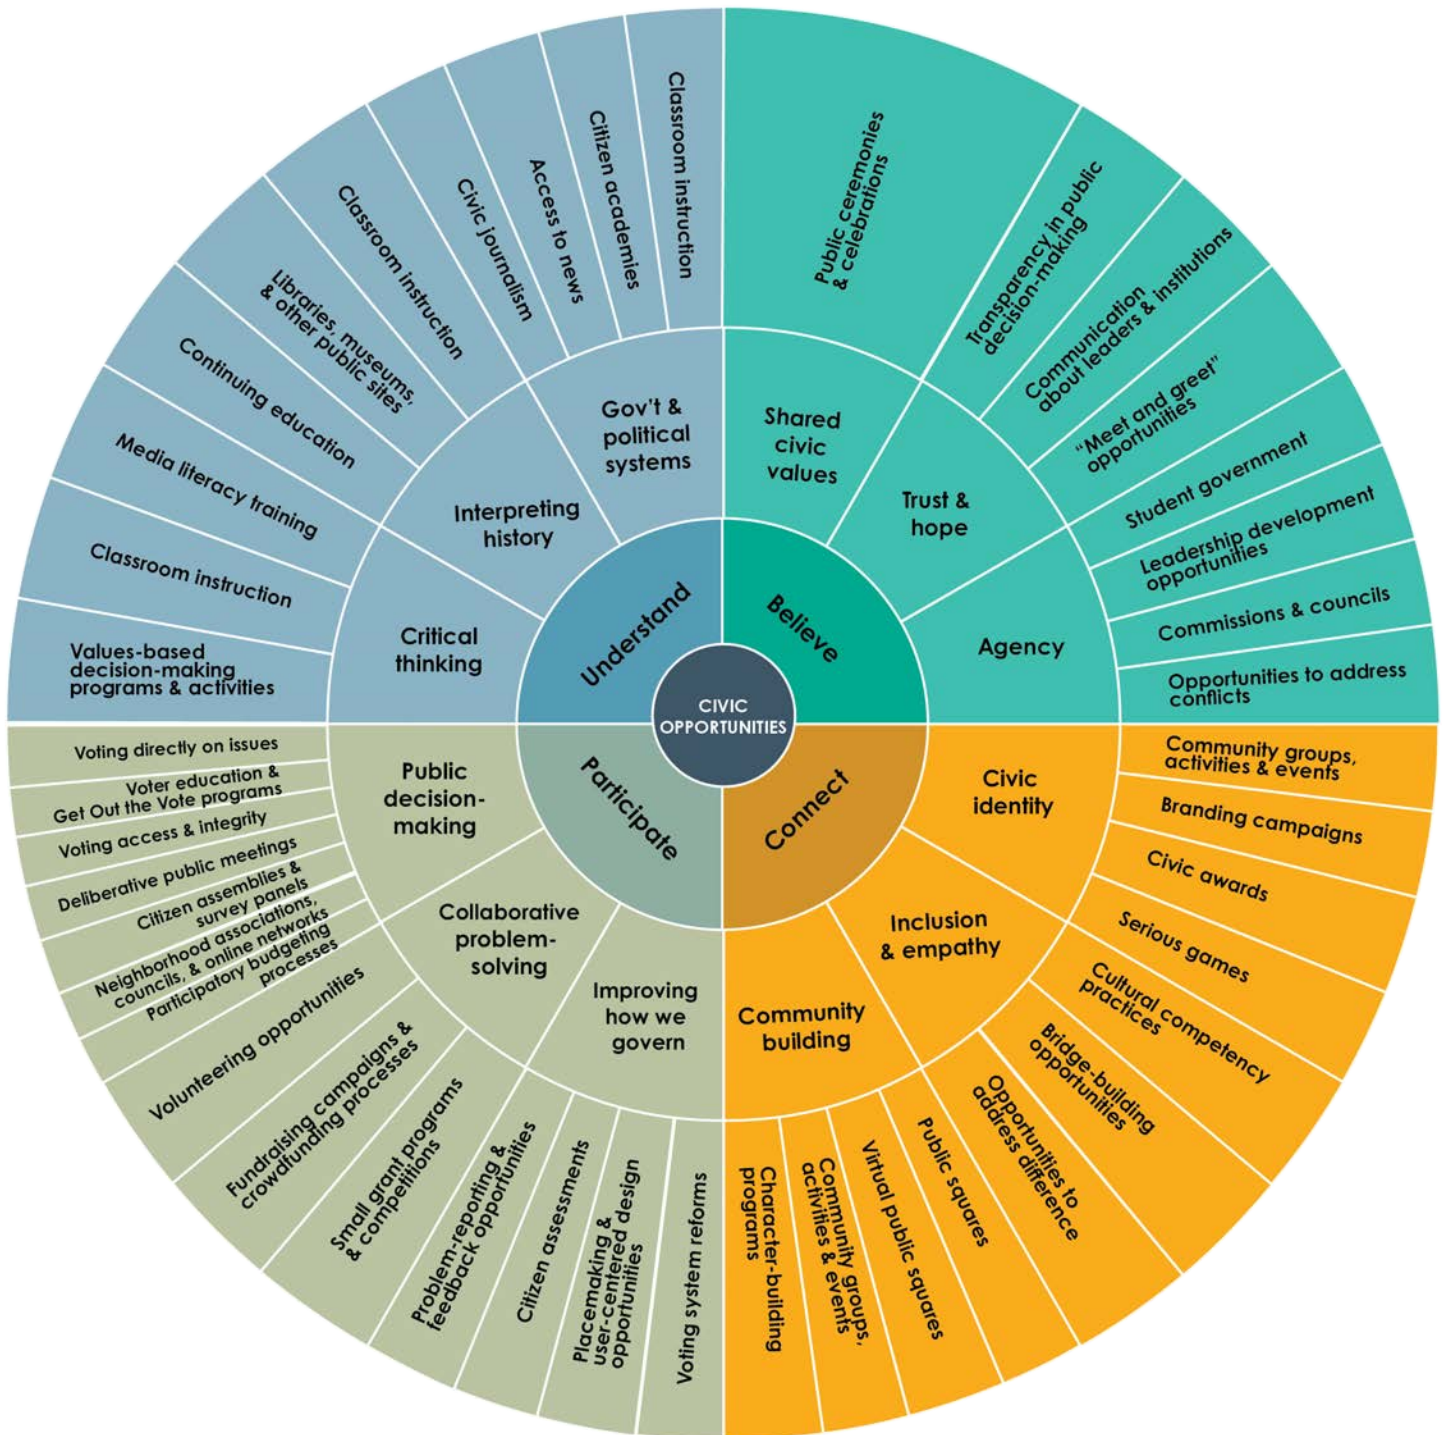 CIVIC
OPPORTUNITIES
Understand
Believe
Connect
Participate
Shared
civic
values
Public ceremonies
& celebrations
Trust &
hope
Transparency in public
decision-making
Communication
about leaders & institutions
“Meet and greet”
opportunities
Agency
Student government
Leadership development
opportunities
Commissions & councils
Opportunities to address
conflicts
Civic
identity
Community groups,
activities & events
Branding campaigns
Civic awards
Serious games
Inclusion
& empathy
Cultural competency
practices
Bridge-building
opportunities
Opportunities to
address difference
Community
building
Public squares
Virtual public squares
Community groups,
activities & events
Character-building
programs
Improving
how we
govern
Voting system reforms
Placemaking &
user-centered design
opportunities
Citizen assessments
Problem-reporting &
feedback opportunities
Collaborative
problem-
solving
Small grant programs
& competitions
Fundraising campaigns &
crowdfunding processes
Volunteering opportunities
Public
decision-
making
Participatory budgeting
processes
Neighborhood associations,
councils, & online networks
Citizen assemblies &
survey panels
Deliberative public meetings
Voting access & integrity
Voter education &
Get Out the Vote programs
Voting directly on issues
Critical
thinking
Values-based
decision-making
programs & activities
Classroom instruction
Media literacy training
Interpreting
history
Continuing education
Libraries, museums,
& other public sites
Classroom instruction
Gov’t &
political
systems
Civic journalism
Access to news
Citizen academies
Classroom instruction